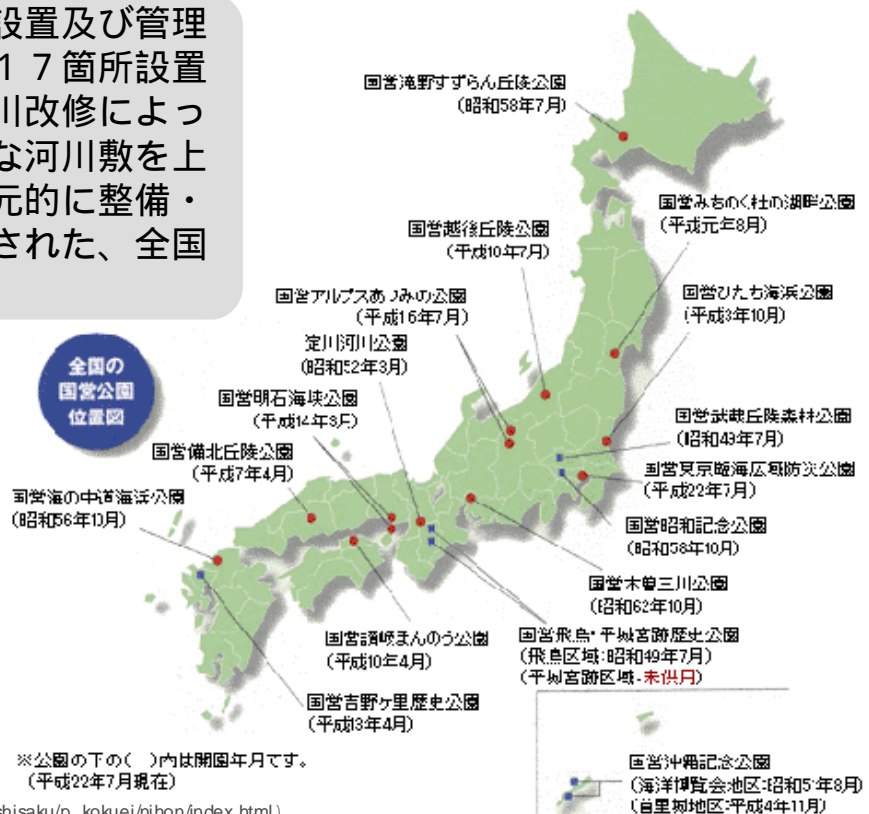 設置及び管理
１７箇所設置
川改修によっ
な河川敷を上
元的に整備・
された、全国
国営滝野すずらん丘陵公園
(昭和58年7月)
国営みちのく杜の湖畔公園
(平成元年8月)
国営越後丘陵公園
(平成10年7月)
国営ひたち海浜公園
(平成3年10月)
国営アルプスあづみの公園
(平成16年7月)
淀川河川公園
(昭和52年3月)
全国の
国営公園
位置図
国営明石海峡公園
(平成14年3月)
国営武蔵丘陵森林公園
(昭和49年7月)
国営備北丘陵公園
(平成7年4月)
国営東京臨海広域防災公園
(平成22年7月)
国営海の中道海浜公園
(昭和56年10月)
国営昭和記念公園
(昭和58年10月)
国営木曽三川公園
(昭和62年10月)
国営讃岐まんのう公園
(平成10年4月)
国営飛鳥・平城宮跡歴史公園
(飛鳥区域:昭和49年7月)
(平城宮跡区域・未供用)
国営吉野ヶ里歴史公園
(平成13年4月)
※公園の下の( )内は開園年月です。
(平成22年7月現在)
国営沖縄記念公園
(海洋博覧会地区:昭和51年8月)
(首里城地区:平成4年11月)
shisaku/p_kokuei/nihon/index.html)